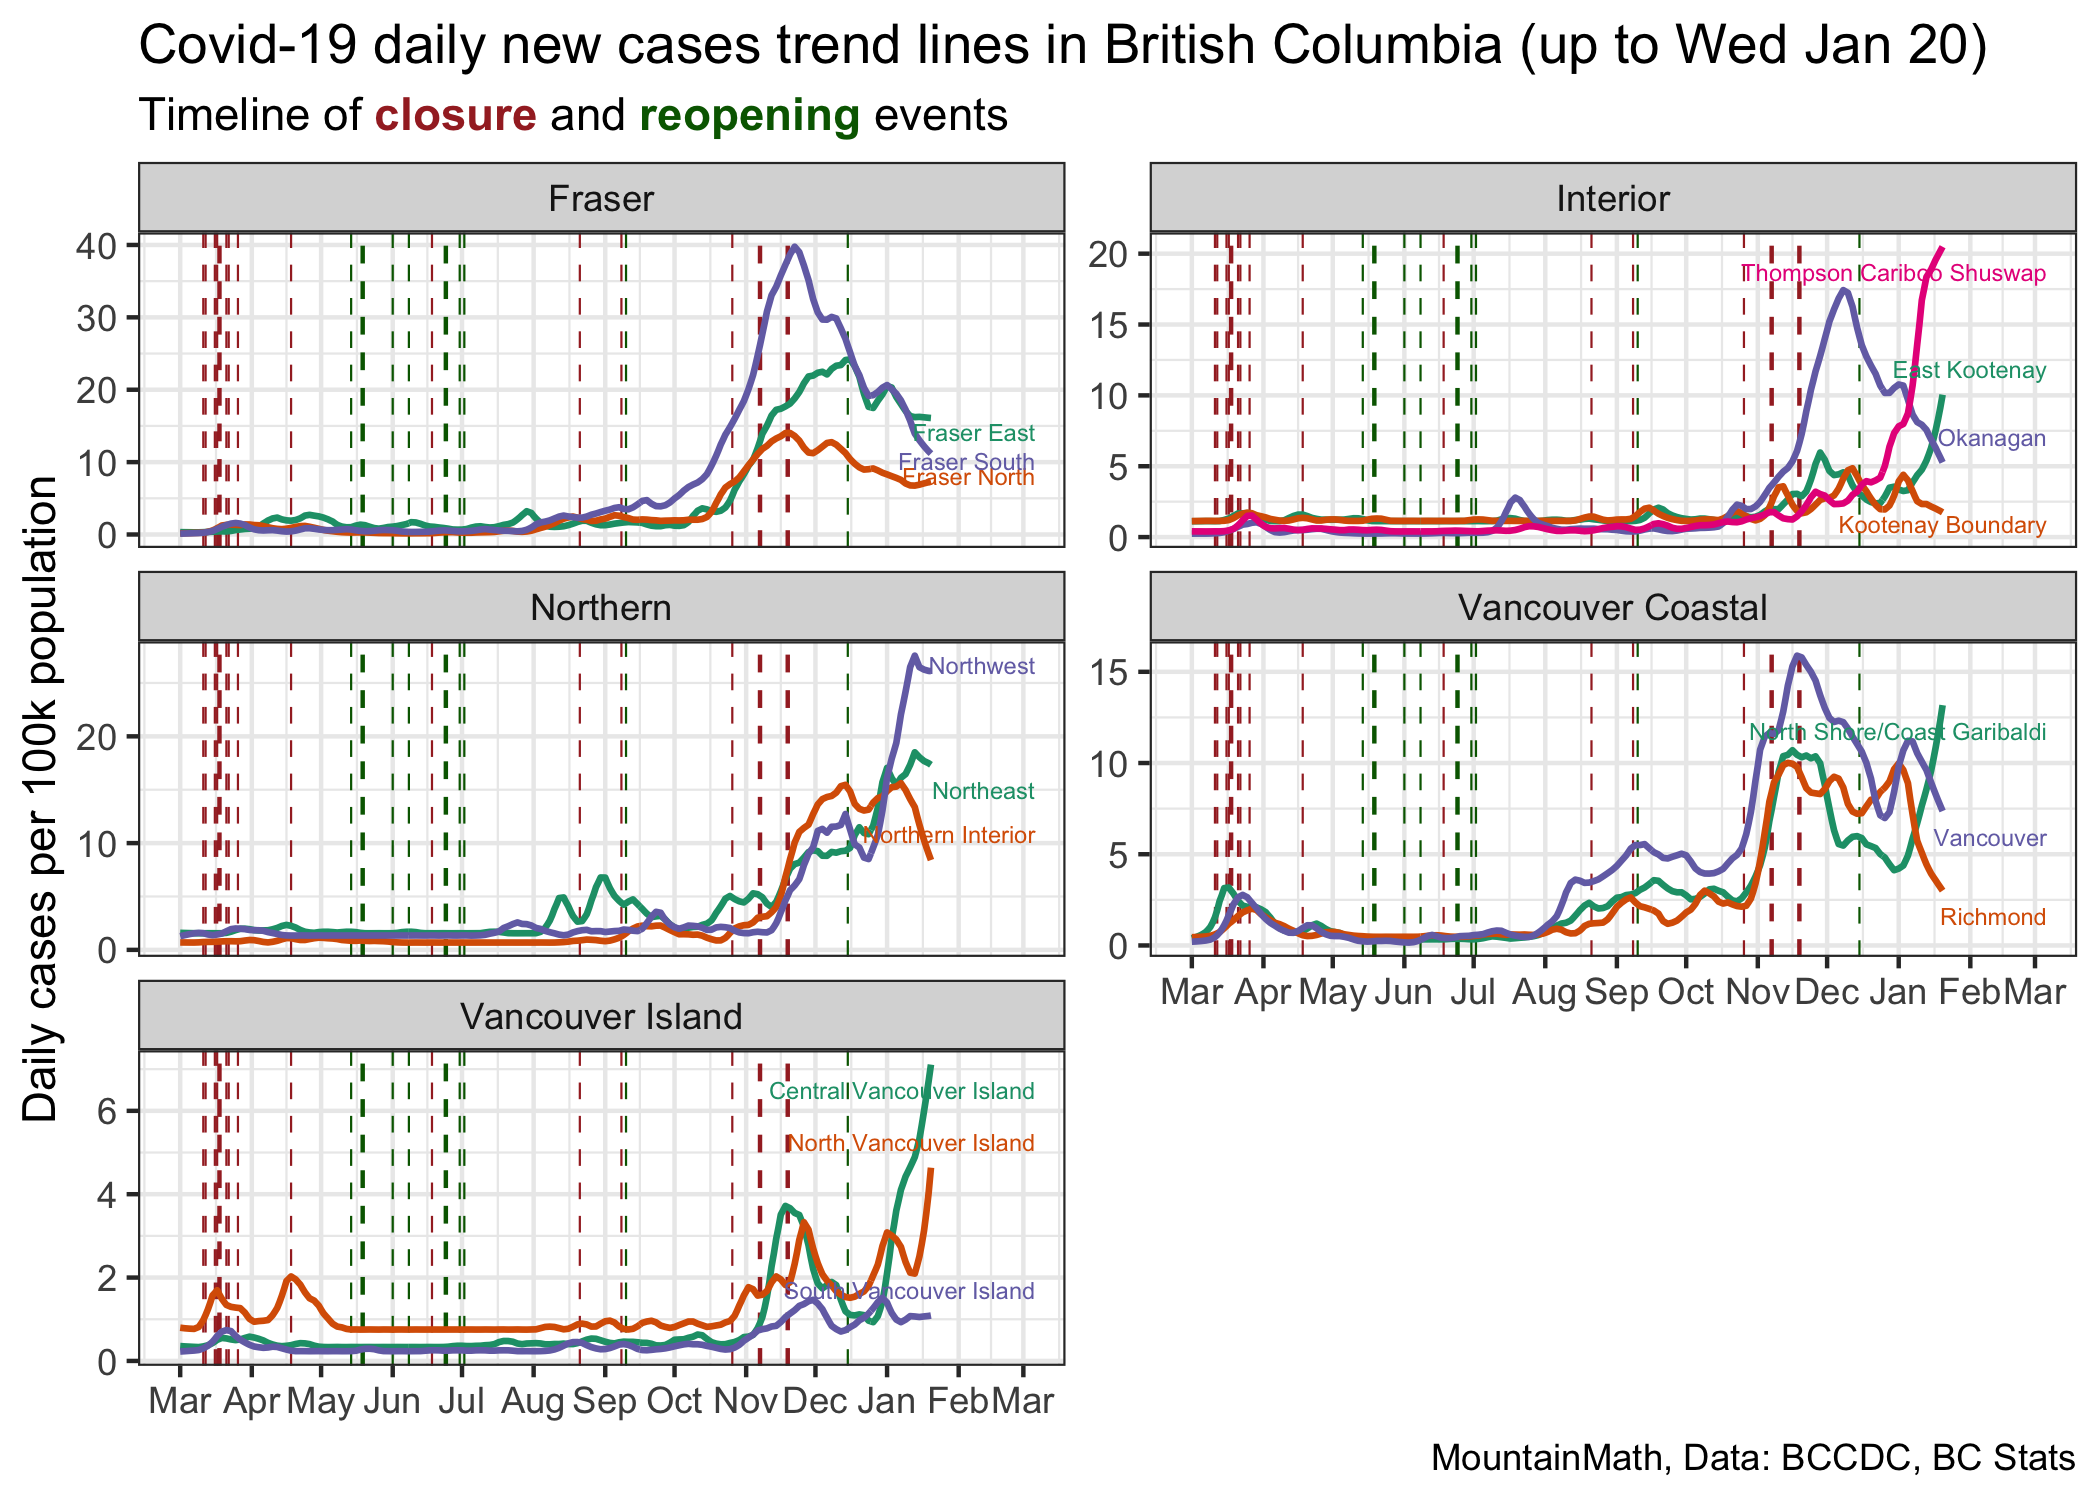 Covid-19 daily new cases trend lines in British Columbia (up to Wed Jan 20)
Timeline of closure and reopening events
Daily cases per 100k population
Fraser
40
30
20
10
0
Fraser East
Fraser South
Fraser North
Interior
20
15
10
5
0
Thompson Cariboo Shuswap
East Kootenay
Okanagan
Kootenay Boundary
Northern
20
10
0
Northwest
Northeast
Northern Interior
Vancouver Coastal
15
10
5
0
North Shore/Coast Garibaldi
Vancouver
Richmond
Mar Apr May Jun Jul Aug Sep Oct Nov Dec Jan Feb Mar
Vancouver Island
6
4
2
0
Central Vancouver Island
North Vancouver Island
South Vancouver Island
Mar Apr May Jun Jul Aug Sep Oct Nov Dec Jan Feb Mar
MountainMath, Data: BCCDC, BC Stats